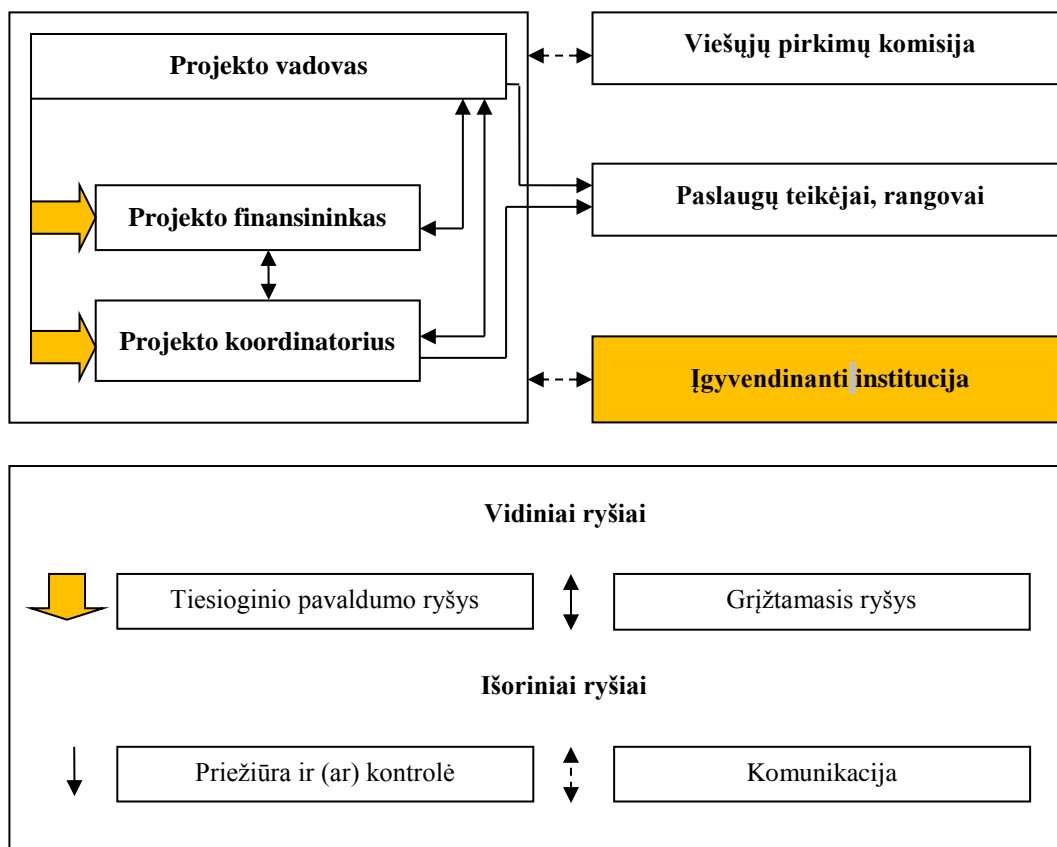 Projekto vadovas
Viešųjų pirkimų komisija
Projekto finansininkas
Paslaugų teikėjai, rangovai
Projekto koordinatorius
Įgyvendinanti institucija
Vidiniai ryšiai
Tiesioginio pavaldumo ryšys
Grįžtamasis ryšys
Išoriniai ryšiai
Priežiūra ir (ar) kontrolė
Komunikacija